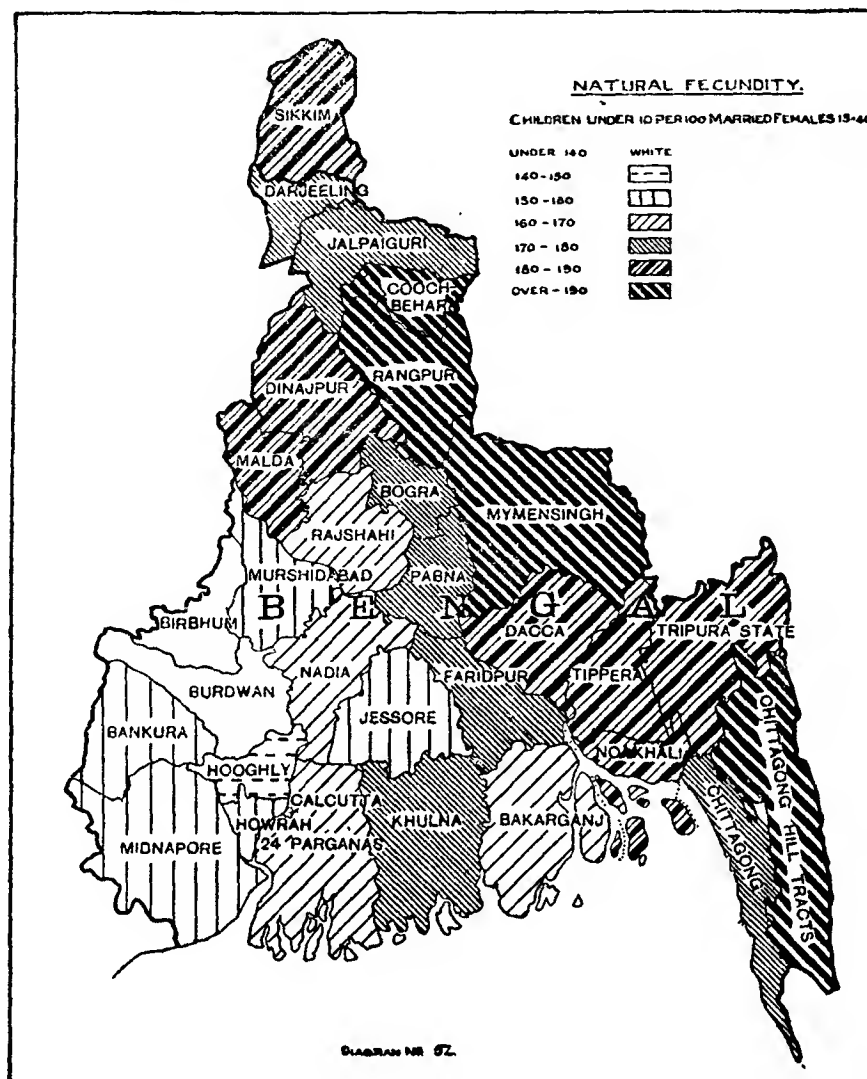 NATURAL FECUNDITY.
CHILDREN UNDER 10 PER 100 MARRIED FEMALES 15-44
UNDER 140 WHITE
140-150
150-180
160-170
170-180
180-190
OVER-190
SIKKIM
DARJEELING
JALPAIGURI
COOCH
BEHAR
RANGPUR
DINAJPUR
MALDA
BOGRA
MYMENSINGH
RAJSHAHI
MURSHIDABAD
PABNA
BENGAL
BIRBHUM
DACCA
TRIPURA STATE
NADIA
FARIDPUR
TIPPERA
BURDWAN
JESSORE
BANKURA
NOAKHALI
HOOGHLY
CHITTAGONG HILL TRACTS
CHITTAGONG
CALCUTTA
HOWRAH
KHULNA
BAKARGANJ
MIDNAPORE
24 PARGANAS
DIAGRAM NO